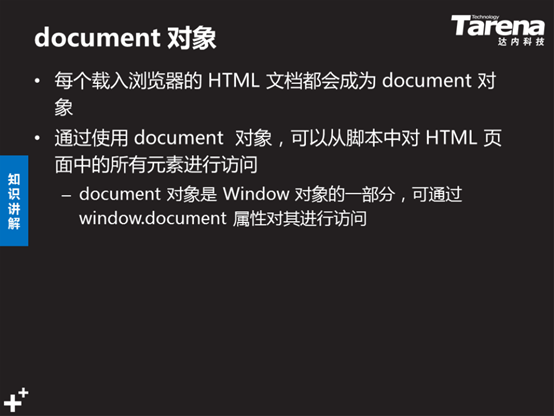 document 对象
Technology
Tarena
达内科技
• 每个载入浏览器的 HTML 文档都会成为 document 对
象
• 通过使用 document 对象，可以从脚本中对 HTML 页
面中的所有元素进行访问
– document 对象是 Window 对象的一部分，可通过
window.document 属性对其进行访问
知
识
讲
解